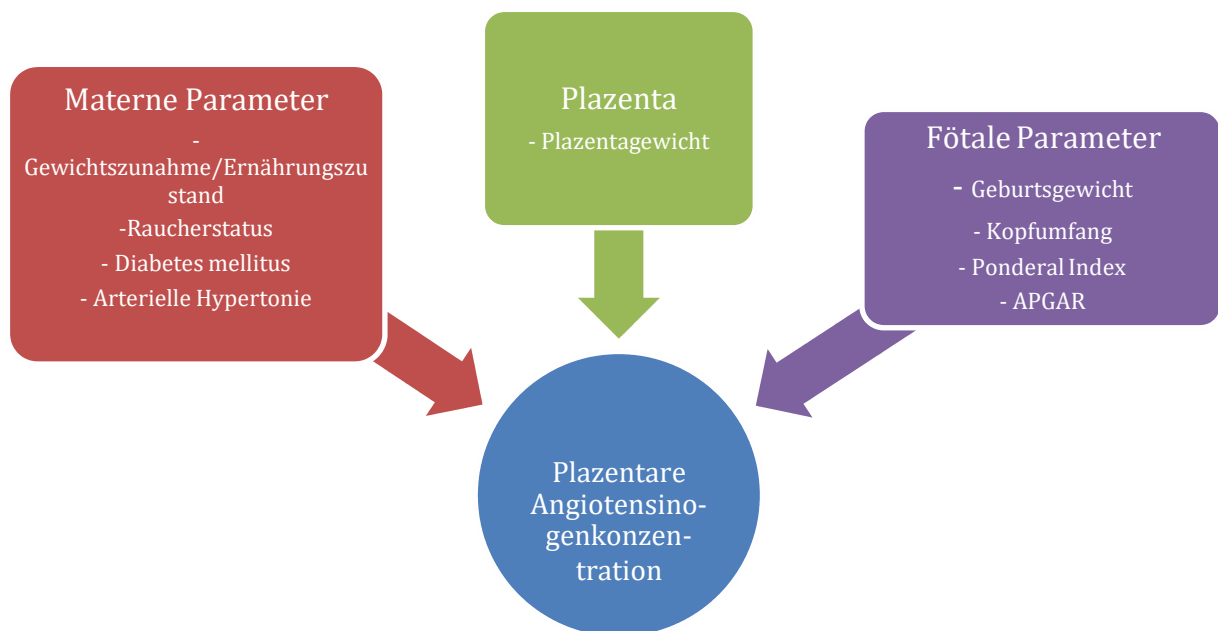 Materne Parameter
-
Gewichtszunahme/Ernährungszu
stand
-Raucherstatus
- Diabetes mellitus
- Arterielle Hypertonie
Plazenta
- Plazentagewicht
Fötale Parameter
- Geburtsgewicht
- Kopfumfang
- Ponderal Index
- APGAR
Plazentare
Angiotensino-
genkonzen-
tration